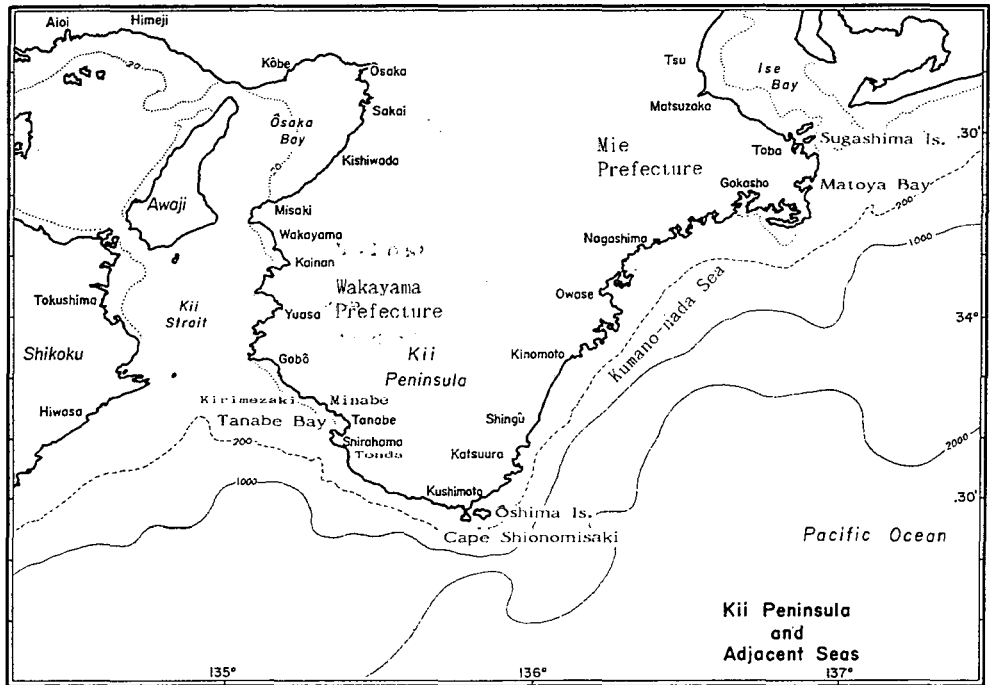 Aioi
Himeji
Kôbe
Ôsaka
Ôsaka
Bay
Sakai
Kishiwada
20
20
Awaji
Misaki
Wakayama
Kainan
Wakayama
Prefecture
Yuasa
Kii
Strait
Tokushima
Shikoku
Hiwasa
Gobô
Kii
Peninsula
Kirimezaki
Minabe
Tanabe Bay
Tanabe
Shirahama
Tonda
200
1000
Kushimoto
Ôshima Is.
Cape Shionomisaki
Katsuura
Shingû
Kinomoto
Owase
Nagashima
Kumano-nada Sea
Gokasho
Mie
Prefecture
Tsu
Ise
Bay
Matsuzaka
Toba
Sugashima Is.
Matoya Bay
200
1000
2000
.30'
34°
.30'
Pacific Ocean
Kii Peninsula
and
Adjacent Seas
135°
136°
137°